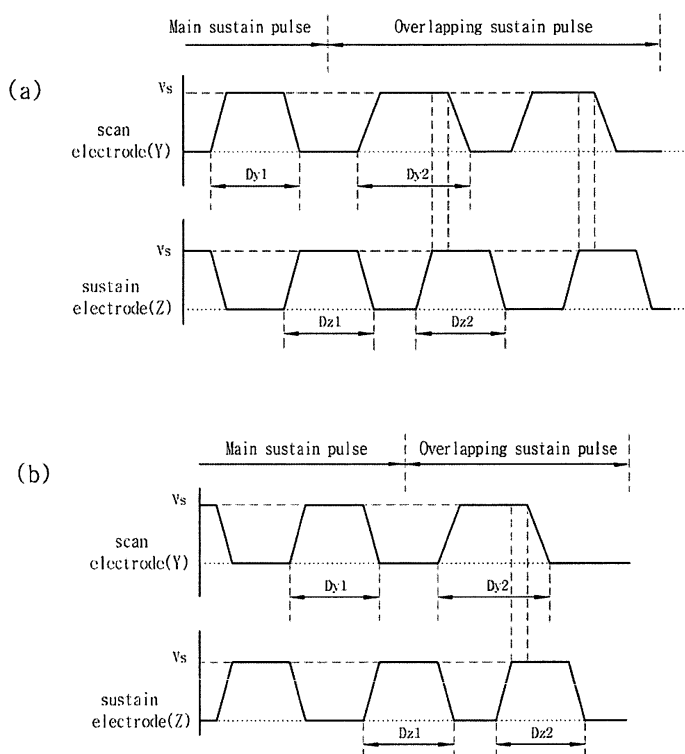 Main sustain pulse Overlapping sustain pulse
(a)
Vs
scan
electrode(Y)
Dy1 Dy2
Vs
sustain
electrode(Z)
Dz1 Dz2
Main sustain pulse Overlapping sustain pulse
(b)
Vs
scan
electrode(Y)
Dy1 Dy2
Vs
sustain
electrode(Z)
Dz1 Dz2